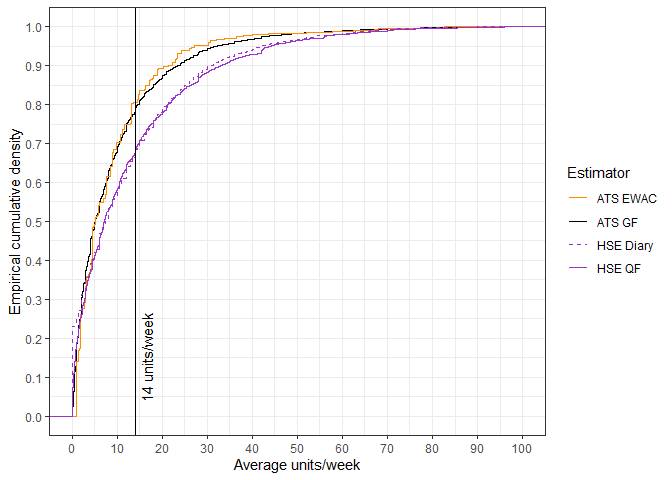 Empirical cumulative density
1.0
0.9
0.8
0.7
0.6
0.5
0.4
0.3
0.2
0.1
0.0
14 units/week
0 10 20 30 40 50 60 70 80 90 100
Average units/week
Estimator
ATS EWAC
ATS GF
HSE Diary
HSE QF